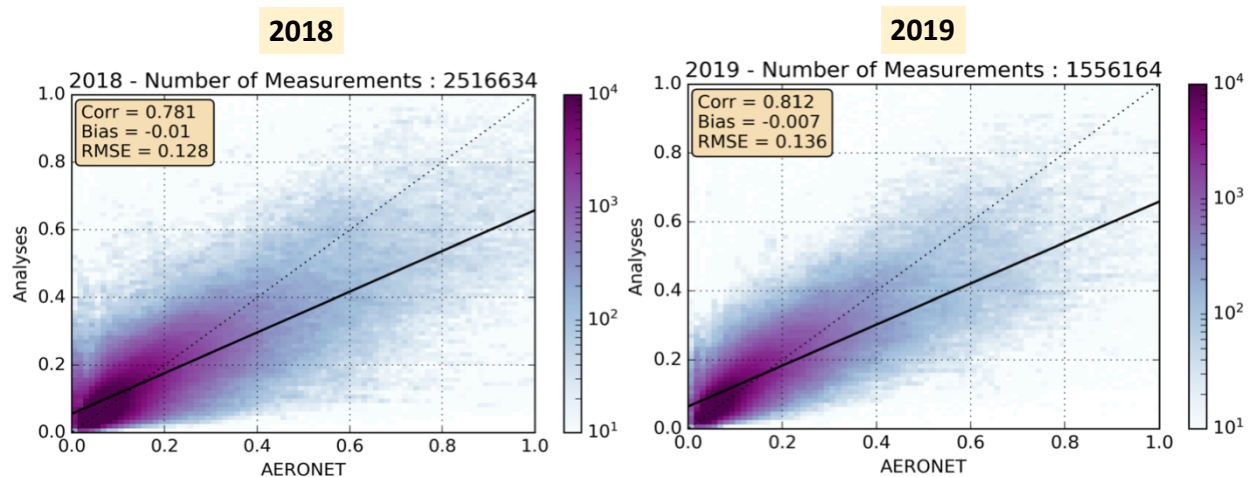 2018
2018 - Number of Measurements : 2516634
Corr = 0.781
Bias = -0.01
RMSE = 0.128
1.0
0.8
0.6
0.4
0.2
0.0
Analyses
0.0 0.2 0.4 0.6 0.8 1.0
AERONET
10⁴
10³
10²
10¹
2019
2019 - Number of Measurements : 1556164
Corr = 0.812
Bias = -0.007
RMSE = 0.136
1.0
0.8
0.6
0.4
0.2
0.0
Analyses
0.0 0.2 0.4 0.6 0.8 1.0
AERONET
10⁴
10³
10²
10¹